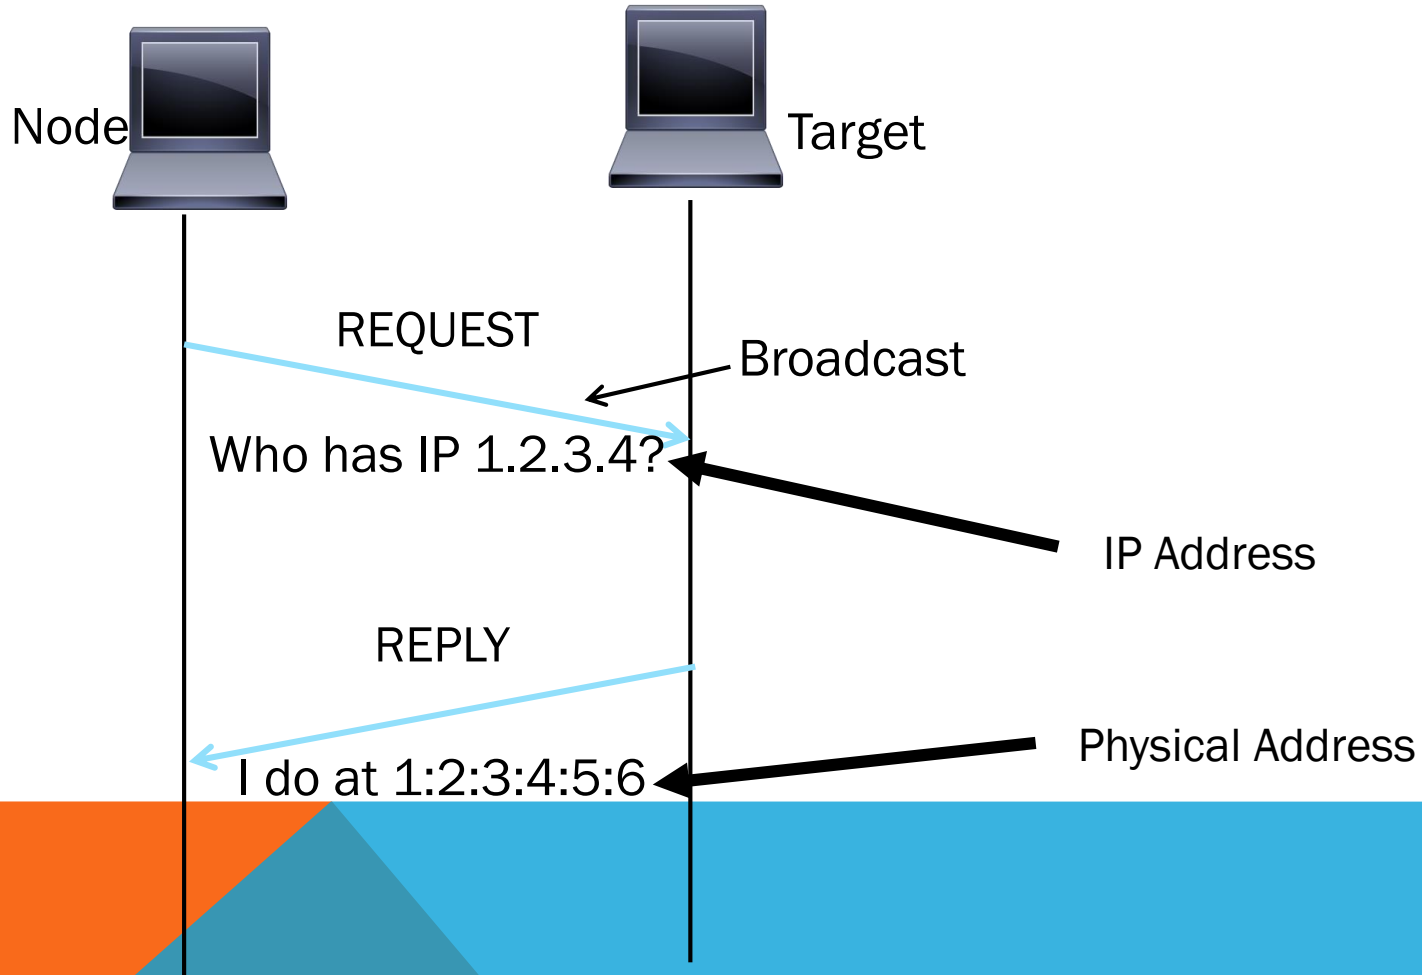 Node
Target
REQUEST
Broadcast
Who has IP 1.2.3.4?
IP Address
REPLY
Physical Address
I do at 1:2:3:4:5:6